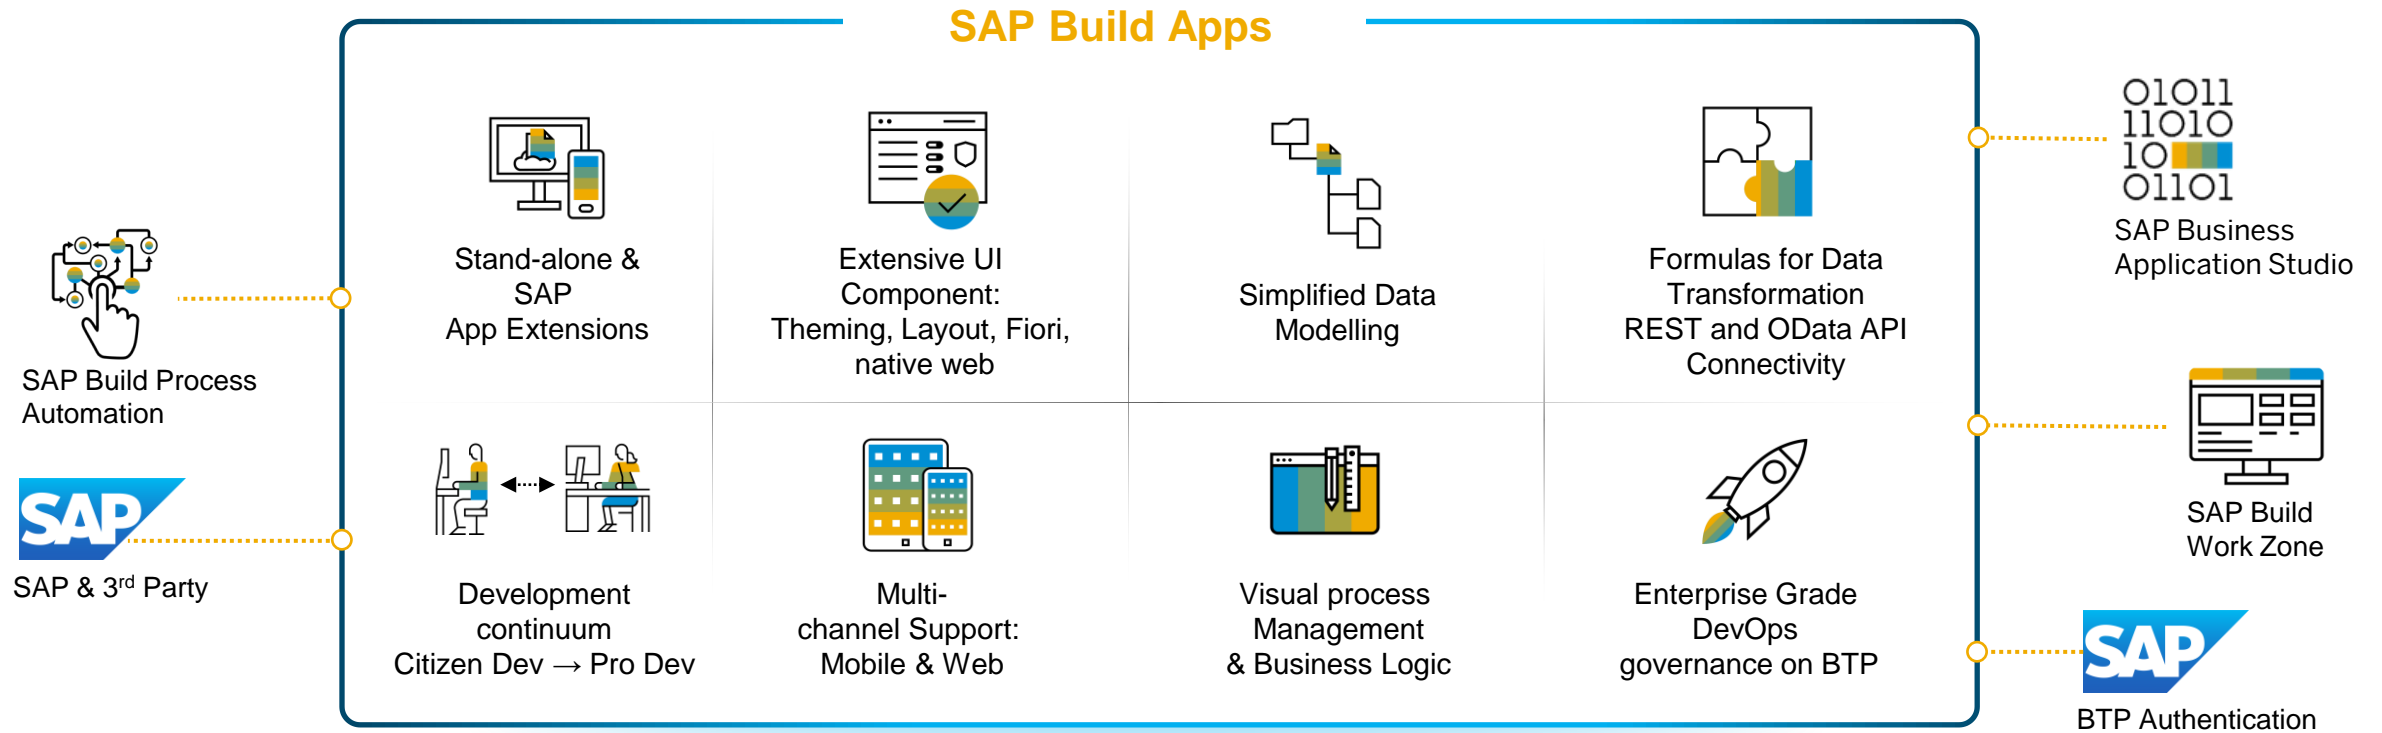 SAP Build Apps
SAP Build Process
Automation
SAP
SAP & 3rd Party
Stand-alone &
SAP
App Extensions
Extensive UI
Component:
Theming, Layout, Fiori,
native web
Simplified Data
Modelling
Formulas for Data
Transformation
REST and OData API
Connectivity
Development
continuum
Citizen Dev → Pro Dev
Multi-
channel Support:
Mobile & Web
Visual process
Management
& Business Logic
Enterprise Grade
DevOps
governance on BTP
01011
11010
10
01101
SAP Business
Application Studio
SAP Build
Work Zone
SAP
BTP Authentication